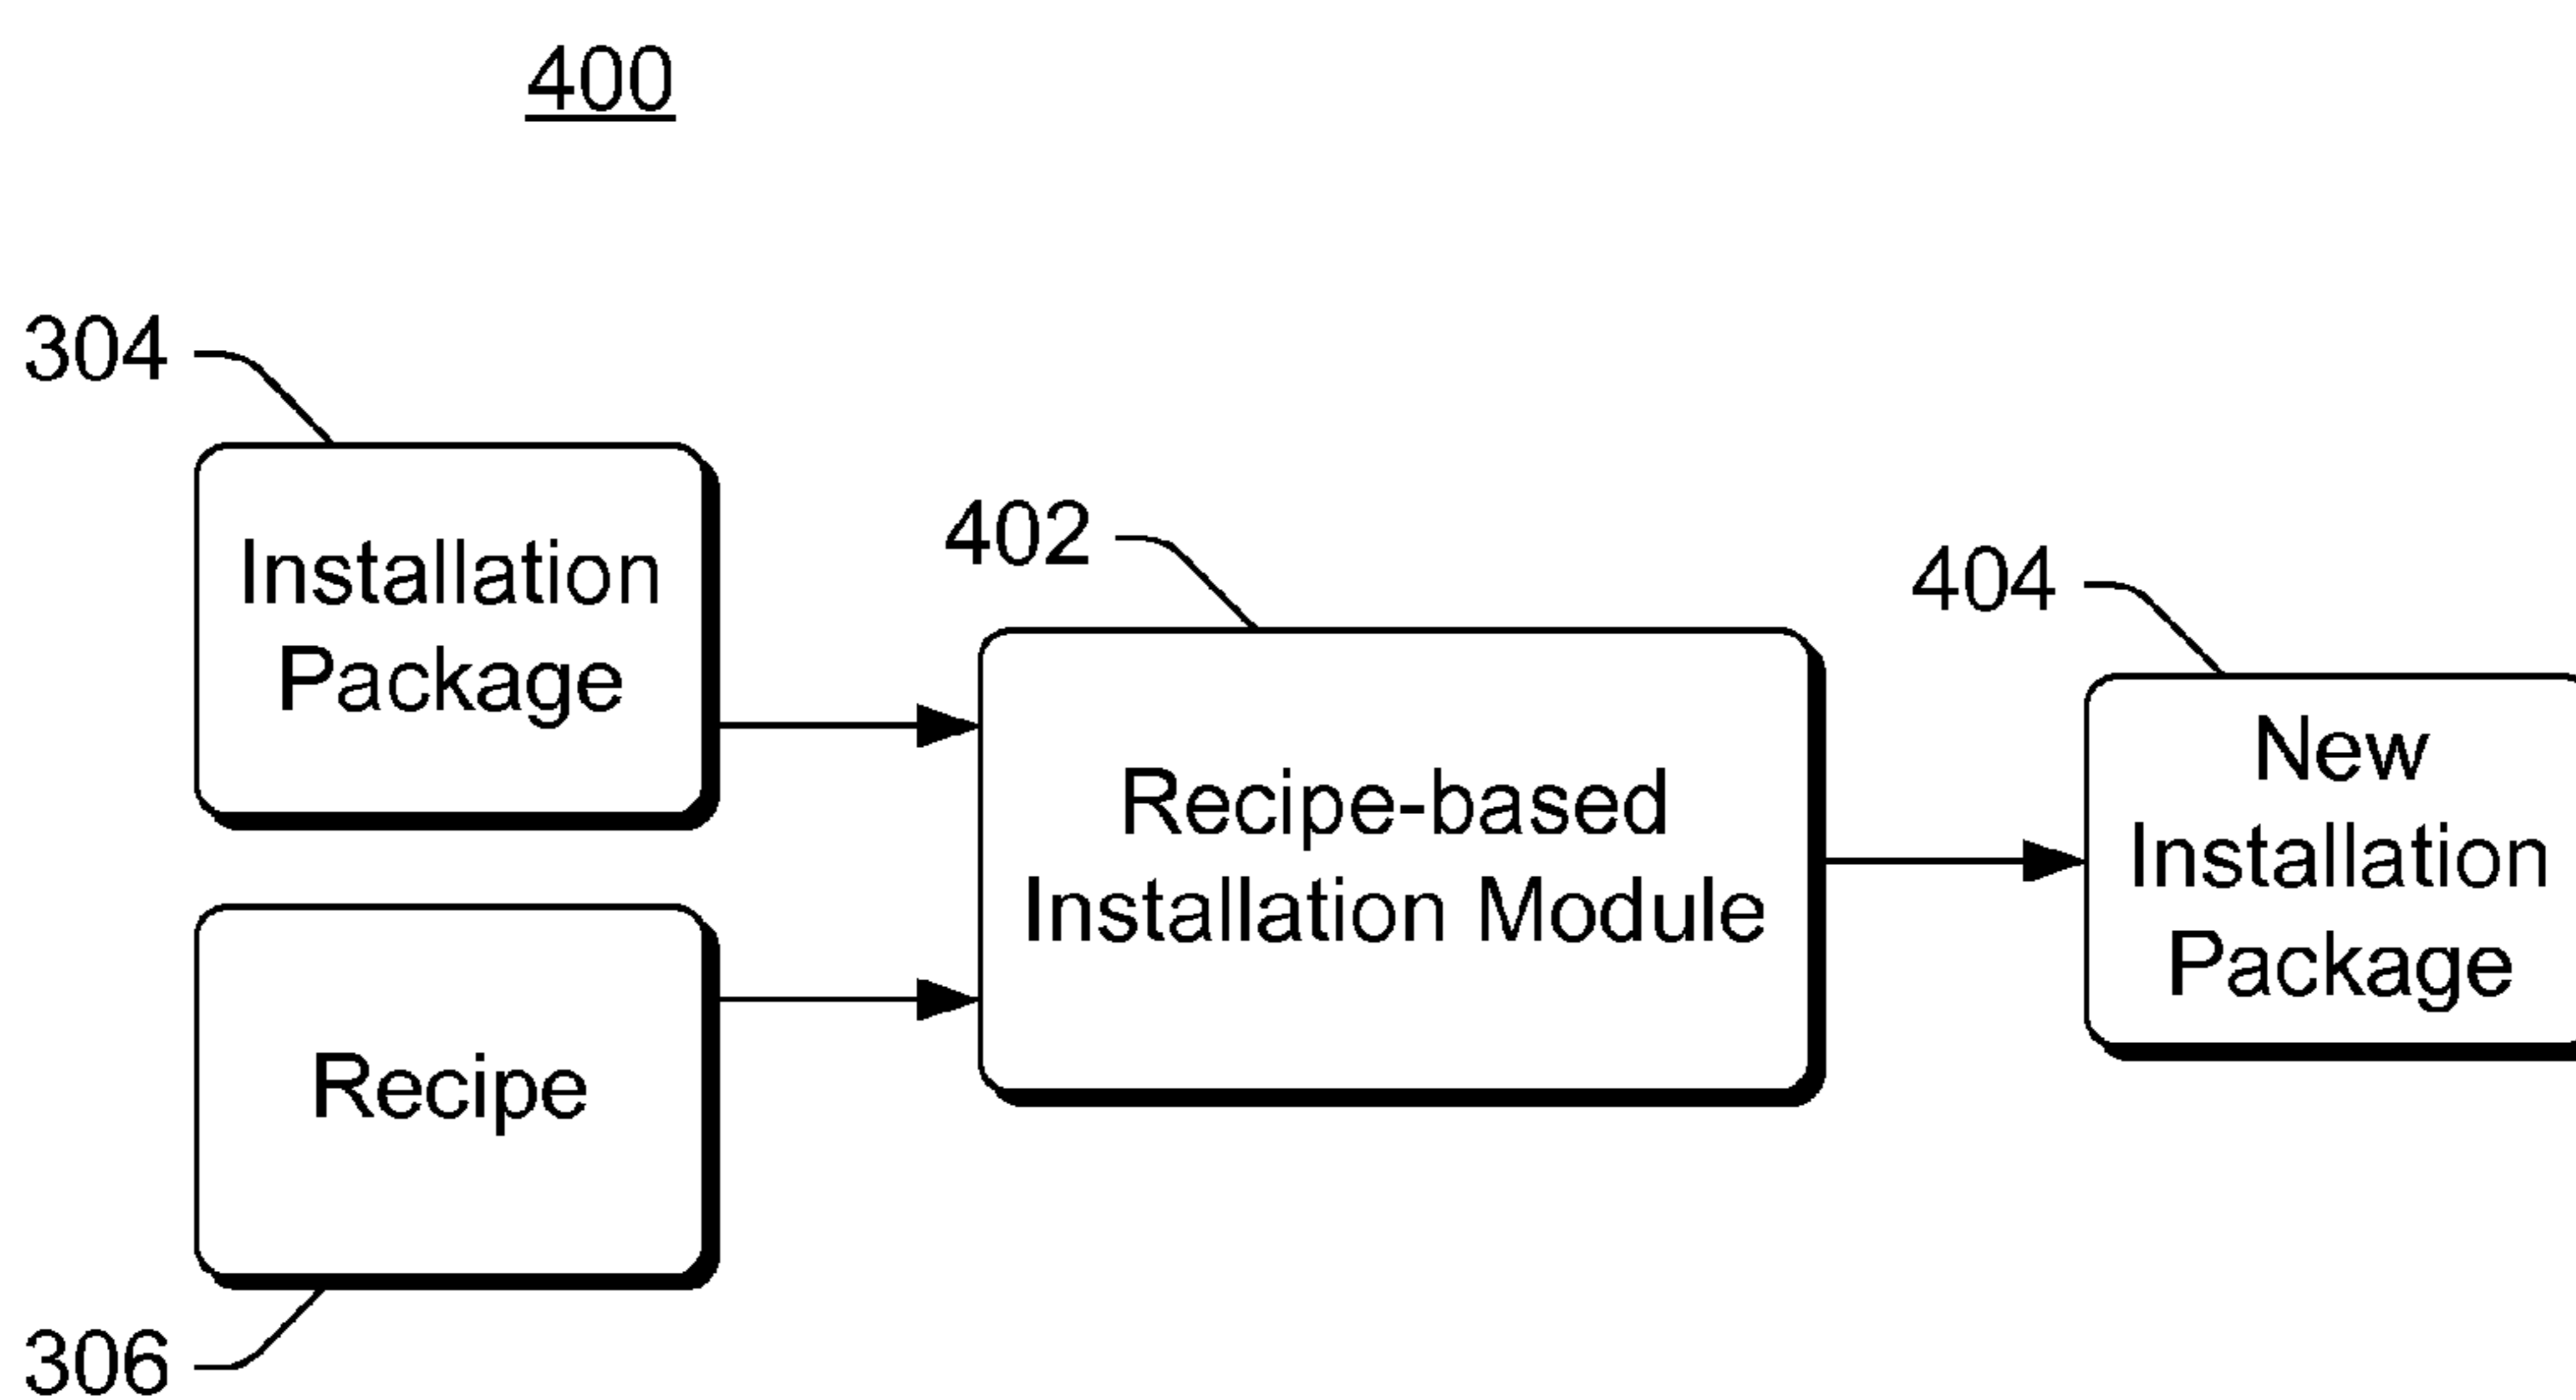 400
304
Installation
Package
402
Recipe-based
Installation Module
404
New
Installation
Package
Recipe
306